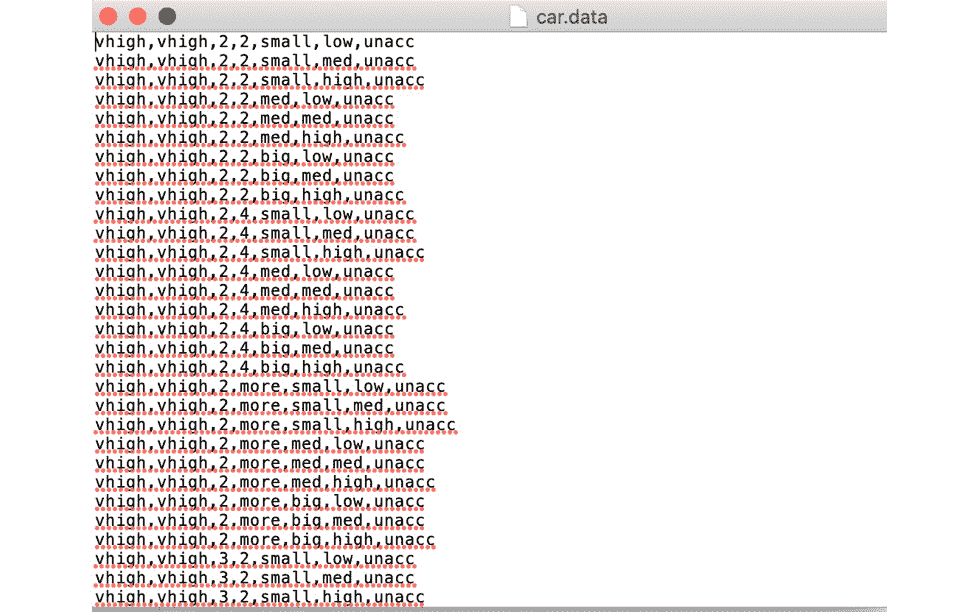 car.data
vhigh,vhigh,2,2,small,low,unacc
vhigh,vhigh,2,2,small,med,unacc
vhigh,vhigh,2,2,small,high,unacc
vhigh,vhigh,2,2,med,low,unacc
vhigh,vhigh,2,2,med,med,unacc
vhigh,vhigh,2,2,med,high,unacc
vhigh,vhigh,2,2,big,low,unacc
vhigh,vhigh,2,2,big,med,unacc
vhigh,vhigh,2,2,big,high,unacc
vhigh,vhigh,2,4,small,low,unacc
vhigh,vhigh,2,4,small,med,unacc
vhigh,vhigh,2,4,small,high,unacc
vhigh,vhigh,2,4,med,low,unacc
vhigh,vhigh,2,4,med,med,unacc
vhigh,vhigh,2,4,med,high,unacc
vhigh,vhigh,2,4,big,low,unacc
vhigh,vhigh,2,4,big,med,unacc
vhigh,vhigh,2,4,big,high,unacc
vhigh,vhigh,2,more,small,low,unacc
vhigh,vhigh,2,more,small,med,unacc
vhigh,vhigh,2,more,small,high,unacc
vhigh,vhigh,2,more,med,low,unacc
vhigh,vhigh,2,more,med,med,unacc
vhigh,vhigh,2,more,med,high,unacc
vhigh,vhigh,2,more,big,low,unacc
vhigh,vhigh,2,more,big,med,unacc
vhigh,vhigh,2,more,big,high,unacc
vhigh,vhigh,3,2,small,low,unacc
vhigh,vhigh,3,2,small,med,unacc
vhigh,vhigh,3,2,small,high,unacc